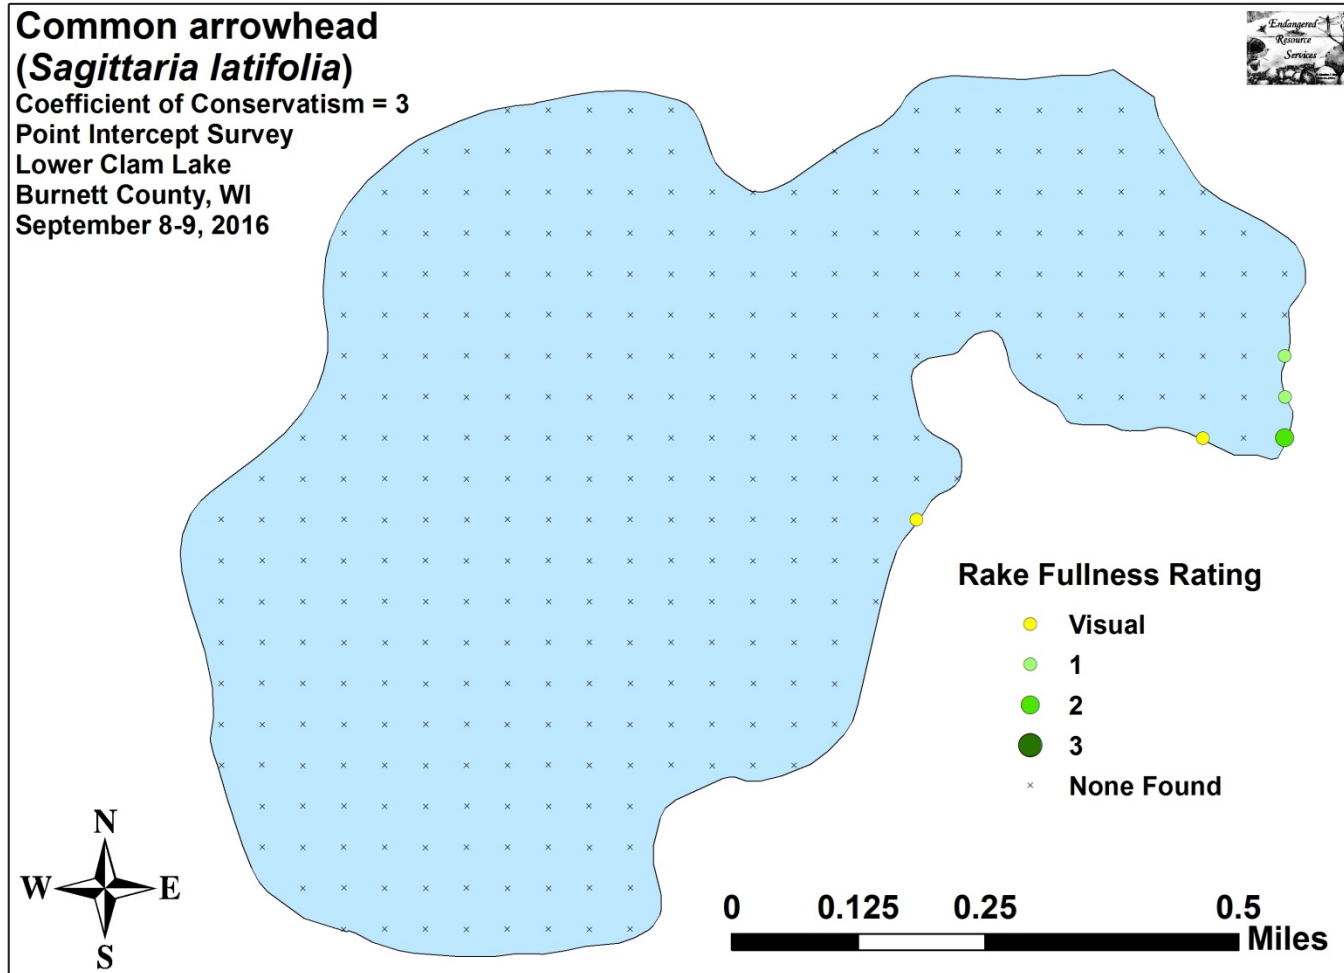 Common arrowhead
(Sagittaria latifolia)
Coefficient of Conservatism = 3
Point Intercept Survey
Lower Clam Lake
Burnett County, WI
September 8-9, 2016
Endangered
Resource
Services
Rake Fullness Rating
Visual
1
2
3
None Found
N
W E
S
0 0.125 0.25 0.5
Miles